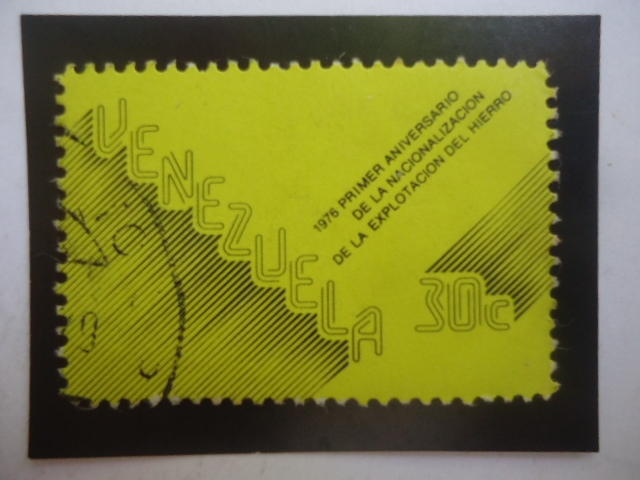 VENEZUELA
1976 PRIMER ANIVERSARIO
DE LA NACIONALIZACION
DE LA EXPLOTACION DEL HIERRO
30c